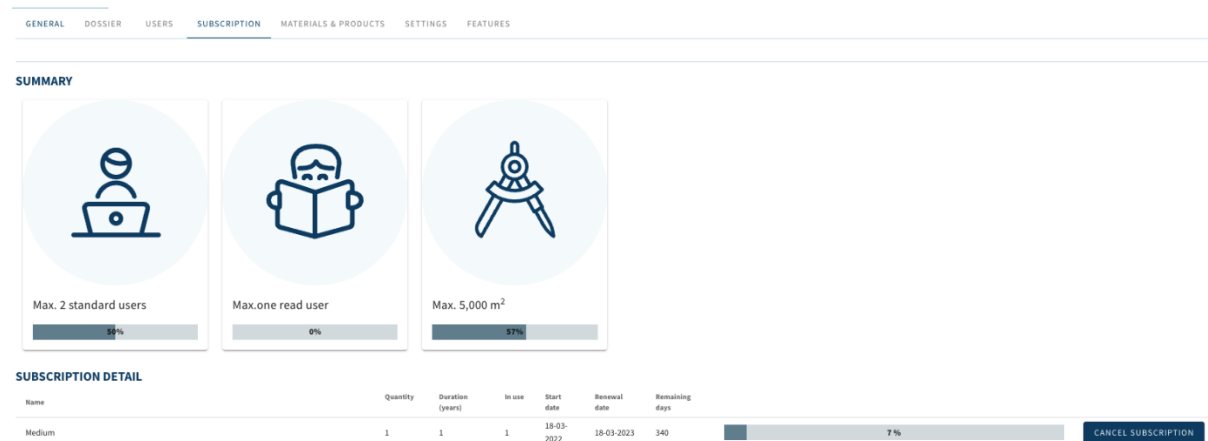 GENERAL DOSSIER USERS SUBSCRIPTION MATERIALS & PRODUCTS SETTINGS FEATURES
SUMMARY
Max. 2 standard users Max.one read user Max. 5,000 m²
50% 0% 57%
SUBSCRIPTION DETAIL
Name Quantity Duration (years) In use Start date Renewal date Remaining days
Medium 1 1 1 18-03-2022 18-03-2023 340 7 % CANCEL SUBSCRIPTION